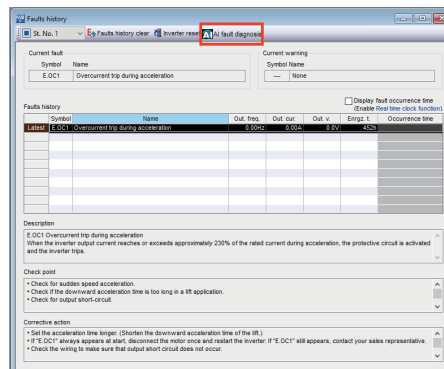 Faults history
St. No. 1 Faults history clear Inverter reset AI AI fault diagnosis
Current fault
Symbol Name
E.OC1 Overcurrent trip during acceleration
Current warning
Symbol Name
--- None
Display fault occurrence time
(Enable Real time clock function)
Faults history
Symbol Name Out. freq. Out. cur. Out. v. Enrgz. t. Occurrence time
Latest E.OC1 Overcurrent trip during acceleration 0.00Hz 0.00A 0.0V 452h
Description
E.OC1 Overcurrent trip during acceleration
When the inverter output current reaches or exceeds approximately 230% of the rated current during acceleration, the protective circuit is activated
and the inverter trips.
Check point
• Check for sudden speed acceleration.
• Check if the downward acceleration time is too long in a lift application.
• Check for output short-circuit.
Corrective action
• Set the acceleration time longer. (Shorten the downward acceleration time of the lift.)
• If "E.OC1" always appears at start, disconnect the motor once and restart the inverter. If "E.OC1" still appears, contact your sales representative.
• Check the wiring to make sure that output short circuit does not occur.